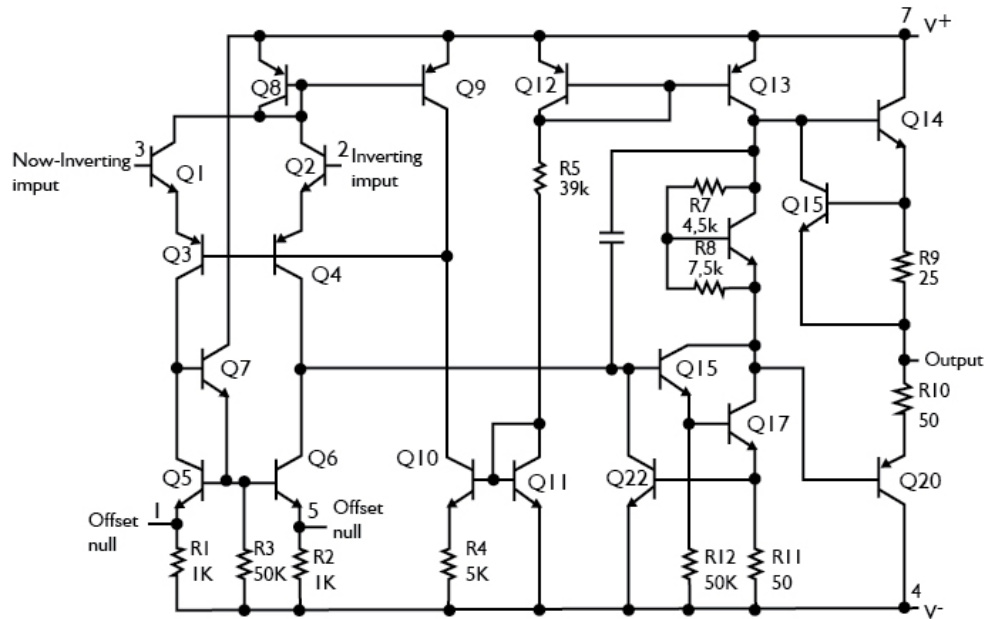 7 V+
Q8
Q9
Q12
Q13
Q14
Now-Inverting
imput
3
Q1
Q2
2
Inverting
imput
R5
39k
R7
4,5k
Q15
R8
7,5k
Q3
Q4
R9
25
Q7
Q15
Output
R10
50
Q17
Q5
Q6
Q10
Q11
Q22
Q20
Offset
null
1
5
Offset
null
R1
1K
R3
50K
R2
1K
R4
5K
R12
50K
R11
50
4
V-